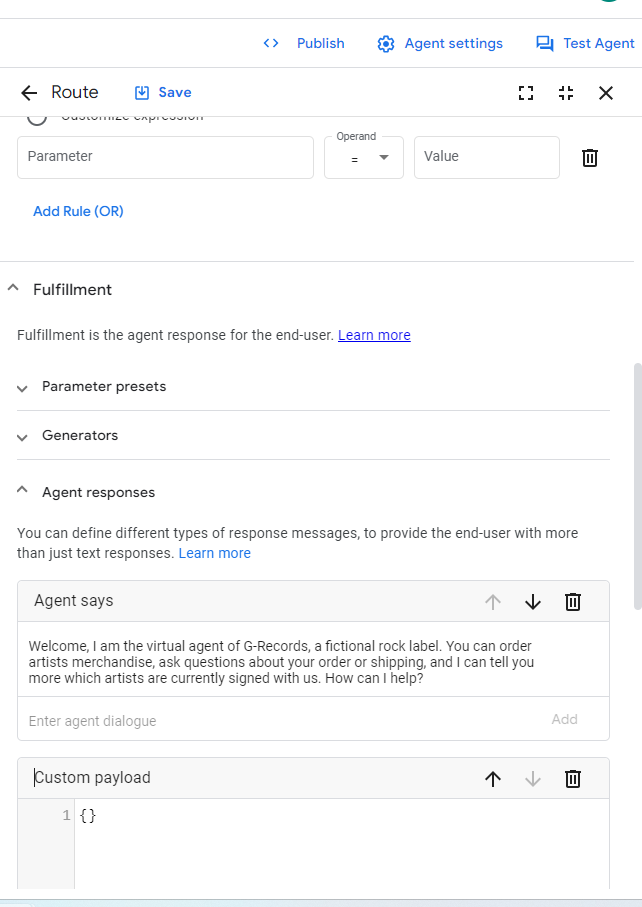 <> Publish Agent settings Test Agent
Route Save
Customize expression
Operand
Parameter = Value
Add Rule (OR)
Fulfillment
Fulfillment is the agent response for the end-user. Learn more
Parameter presets
Generators
Agent responses
You can define different types of response messages, to provide the end-user with more
than just text responses. Learn more
Agent says
Welcome, I am the virtual agent of G-Records, a fictional rock label. You can order
artists merchandise, ask questions about your order or shipping, and I can tell you
more which artists are currently signed with us. How can I help?
Enter agent dialogue Add
Custom payload
1 {}